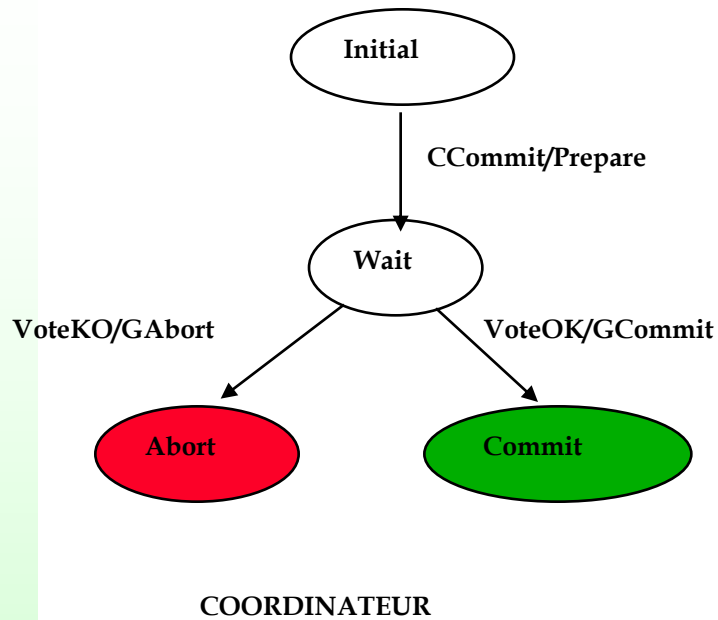 Initial
CCommit/Prepare
Wait
VoteKO/GAbort
VoteOK/GCommit
Abort
Commit
COORDINATEUR